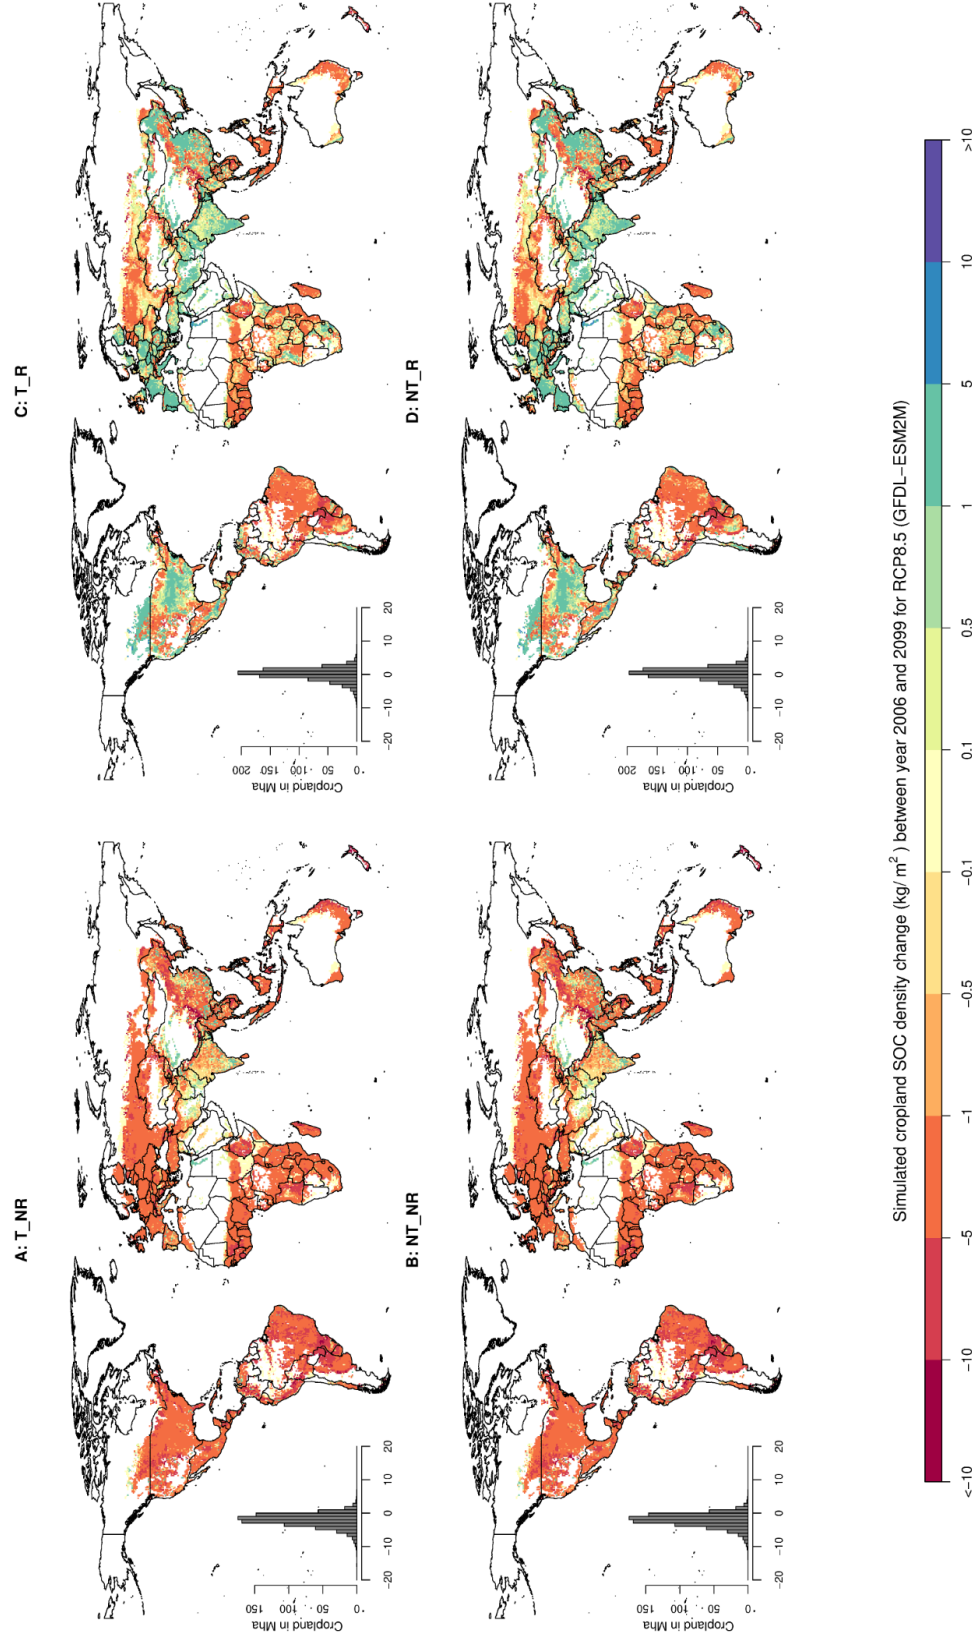 A: T_NR
C: T_R
Cropland in Mha
0 50 100 150
−20 −10 0 10 20
Cropland in Mha
0 50 100 150 200
−20 −10 0 10 20
B: NT_NR
D: NT_R
Cropland in Mha
0 50 100 150
−20 −10 0 10 20
Cropland in Mha
0 50 100 150 200
−20 −10 0 10 20
Simulated cropland SOC density change (kg/ m² ) between year 2006 and 2099 for RCP8.5 (GFDL−ESM2M)
<−10 −10 −5 −1 −0.5 −0.1 0.1 0.5 1 5 10 >10